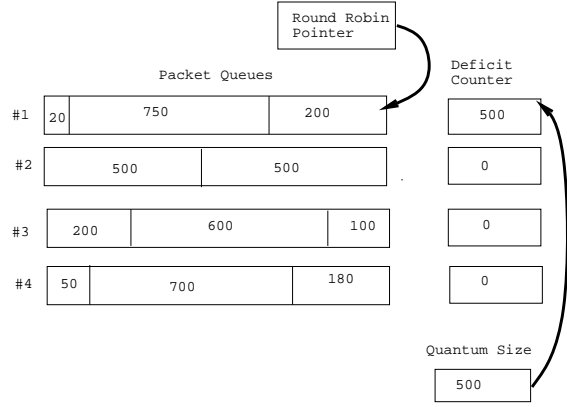 Round Robin
Pointer
Packet Queues
Deficit
Counter
#1 20 750 200 500
#2 500 500 0
#3 200 600 100 0
#4 50 700 180 0
Quantum Size
500